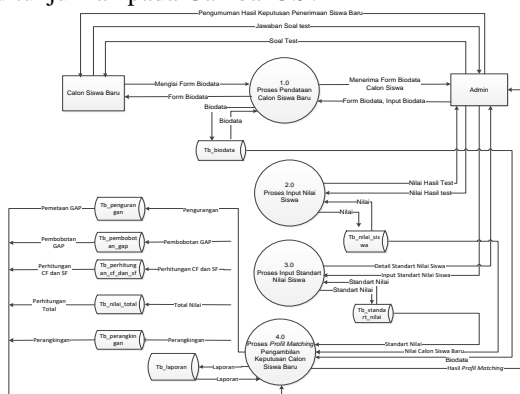 Pengumuman Hasil Keputusan Penerimaan Siswa Baru
Jawaban Soal test
Soal Test
Calon Siswa Baru
Mengisi Form Biodata
Form Biodata
1.0
Proses Pendataan
Calon Siswa Baru
Menerima Form Biodata
Calon Siswa
Form Biodata, Input Biodata
Admin
Biodata
Biodata
Tb_biodata
2.0
Proses Input Nilai
Siswa
Nilai Hasil Test
Nilai Hasil test
Nilai
Nilai
Tb_nilai_sis
wa
3.0
Proses Input Standart
Nilai Siswa
Detail Standart Nilai Siswa
Input Standart Nilai Siswa
Standart Nilai
Standart Nilai
Tb_standa
rt_nilai
Pemetaan GAP
Tb_penguran
gan
Pengurangan
Pembobotan
GAP
Tb_pembobot
an_gap
Pembobotan GAP
Perhitungan
CF dan SF
Tb_perhitung
an_cf_dan_sf
Perhitungan CF dan SF
Perhitungan
Total
Tb_nilai_total
Total Nilai
Perangkingan
Tb_perangkin
gan
Perangkingan
4.0
Proses Profil Matching
Pengambilan
Keputusan Calon
Siswa Baru
Standart Nilai
Nilai Calon Siswa Baru
Biodata
Hasil Profil Matching
Tb_laporan
Laporan
Laporan